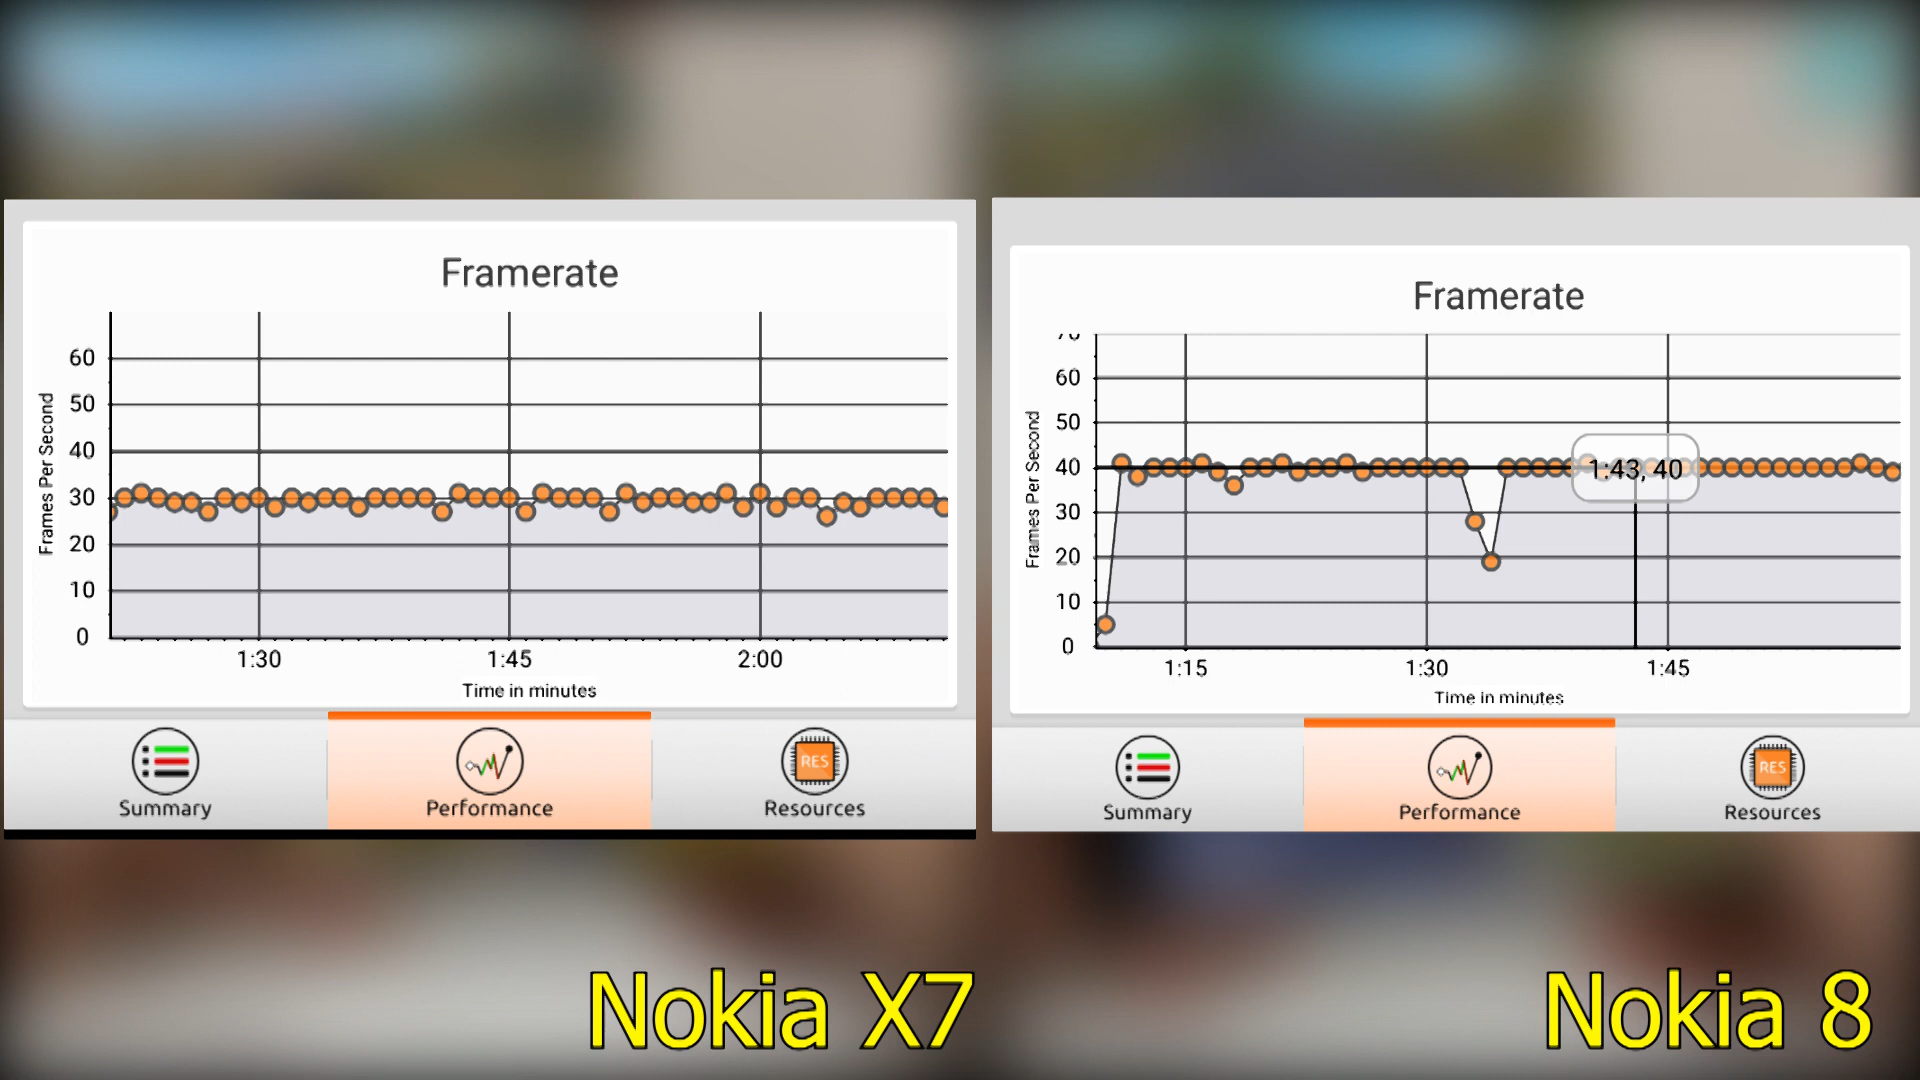 Framerate
Frames Per Second
60
50
40
30
20
10
0
1:30 1:45 2:00
Time in minutes
Summary Performance RES Resources
Nokia X7
Framerate
Frames Per Second
70
60
50
40
30
20
10
0
1:43, 40
1:15 1:30 1:45
Time in minutes
Summary Performance RES Resources
Nokia 8